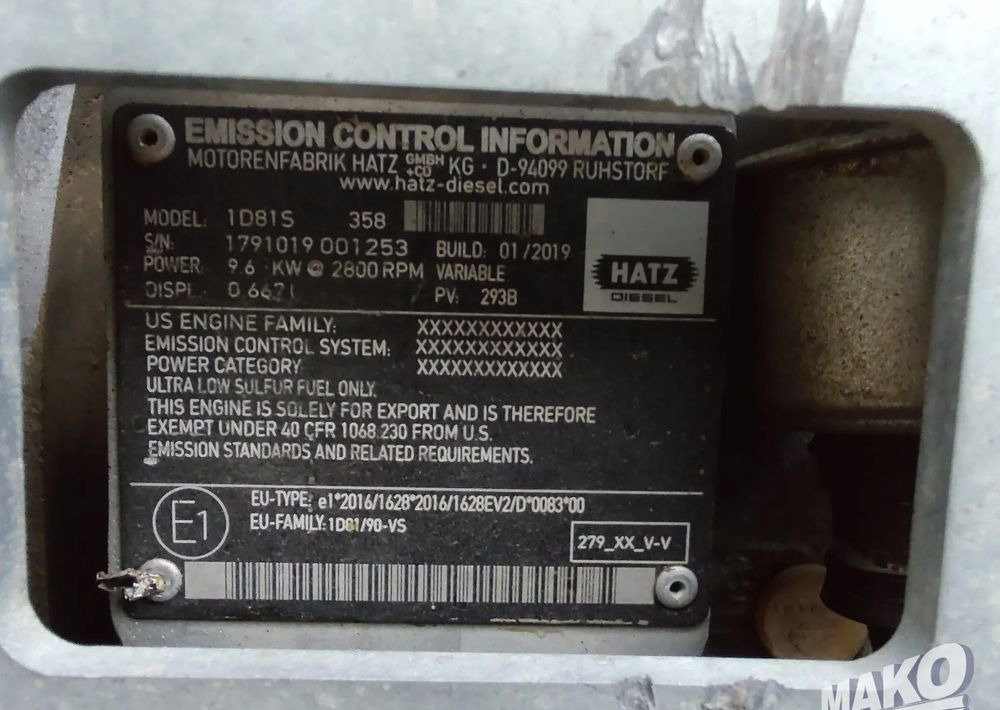 EMISSION CONTROL INFORMATION
MOTORENFABRIK HATZ GMBH +CO KG · D-94099 RUHSTORF
www.hatz-diesel.com
MODEL: 1D81S 358
S/N: 1791019 001253 BUILD: 01/2019
POWER: 9.6 KW @ 2800 RPM VARIABLE
DISPL.: 0.667 l PV: 293B
HATZ
DIESEL
US ENGINE FAMILY: XXXXXXXXXXXX
EMISSION CONTROL SYSTEM: XXXXXXXXXXXX
POWER CATEGORY XXXXXXXXXXXX
ULTRA LOW SULFUR FUEL ONLY.
THIS ENGINE IS SOLELY FOR EXPORT AND IS THEREFORE
EXEMPT UNDER 40 CFR 1068.230 FROM U.S.
EMISSION STANDARDS AND RELATED REQUIREMENTS.
E1
EU-TYPE: e1*2016/1628*2016/1628EV2/D*0083*00
EU-FAMILY: 1D81/90-VS
279_XX_V-V
MAKO